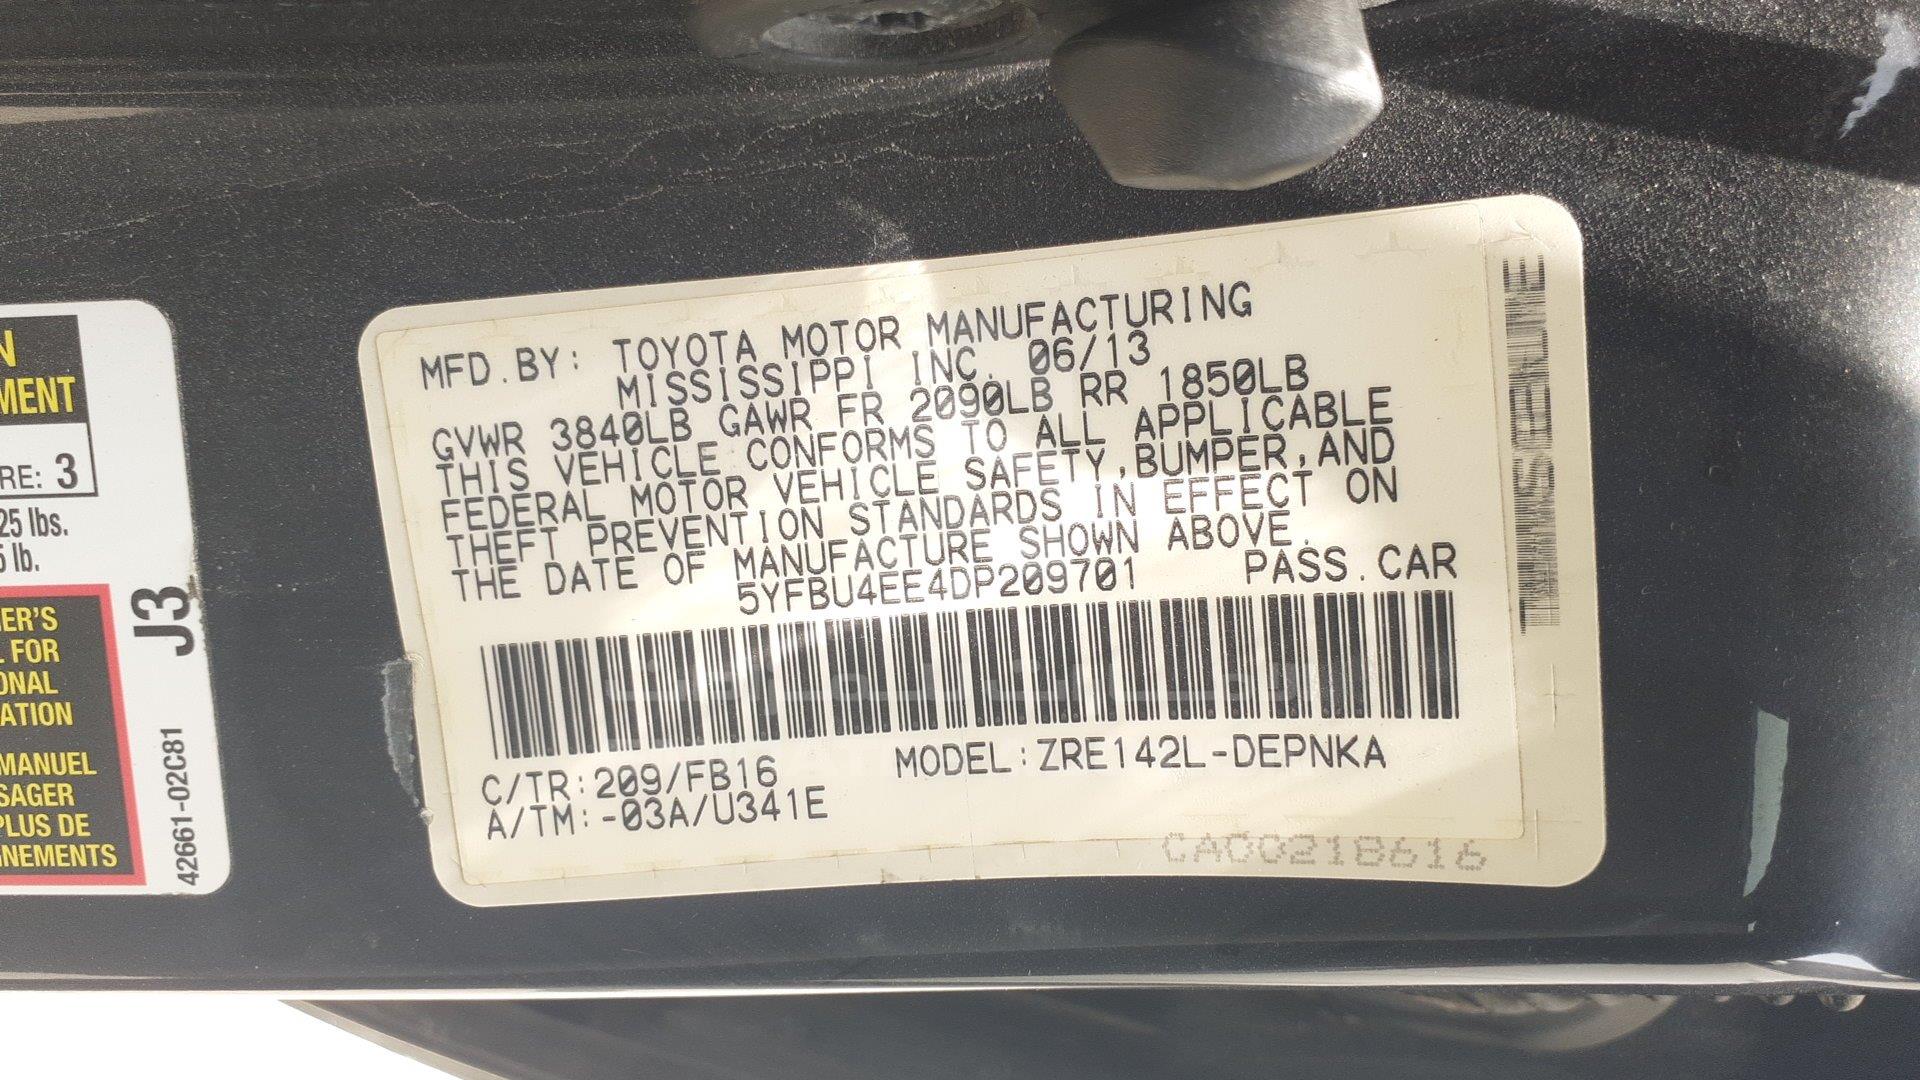 N
MENT
RE: 3
25 lbs.
5 lb.
ER'S
FOR
ONAL
ATION
MANUEL
SAGER
PLUS DE
GNEMENTS
J3
42661-02C81
MFD.BY: TOYOTA MOTOR MANUFACTURING
MISSISSIPPI INC. 06/13
GVWR 3840LB GAWR FR 2090LB RR 1850LB
THIS VEHICLE CONFORMS TO ALL APPLICABLE
FEDERAL MOTOR VEHICLE SAFETY,BUMPER,AND
THEFT PREVENTION STANDARDS IN EFFECT ON
THE DATE OF MANUFACTURE SHOWN ABOVE.
5YFBU4EE4DP209701 PASS.CAR
C/TR:209/FB16 MODEL:ZRE142L-DEPNKA
A/TM:-03A/U341E
CA00218616